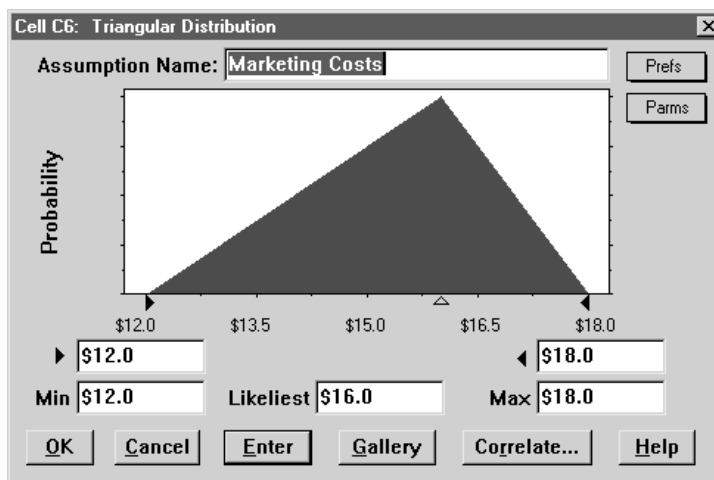 Cell C6: Triangular Distribution
Assumption Name: Marketing Costs
Prefs
Parms
Probability
$12.0 $13.5 $15.0 $16.5 $18.0
$12.0 $18.0
Min $12.0 Likeliest $16.0 Max $18.0
OK Cancel Enter Gallery Correlate... Help